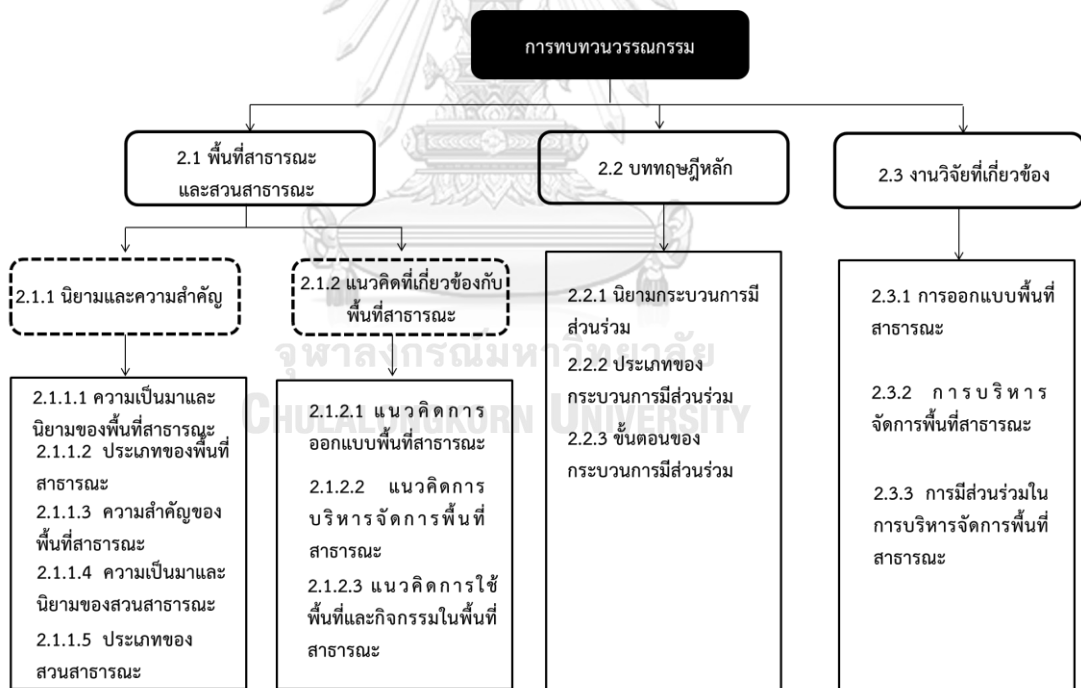 การทบทวนวรรณกรรม
2.1 พื้นที่สาธารณะ
และสวนสาธารณะ
2.2 บททฤษฎีหลัก
2.3 งานวิจัยที่เกี่ยวข้อง
2.1.1 นิยามและความสำคัญ
2.1.2 แนวคิดที่เกี่ยวข้องกับ
พื้นที่สาธารณะ
2.1.1.1 ความเป็นมาและ
นิยามของพื้นที่สาธารณะ
2.1.1.2 ประเภทของพื้นที่
สาธารณะ
2.1.1.3 ความสำคัญของ
พื้นที่สาธารณะ
2.1.1.4 ความเป็นมาและ
นิยามของสวนสาธารณะ
2.1.1.5 ประเภทของ
สวนสาธารณะ
2.1.2.1 แนวคิดการ
ออกแบบพื้นที่สาธารณะ
2.1.2.2 แนวคิดการ
บริหารจัดการพื้นที่
สาธารณะ
2.1.2.3 แนวคิดการใช้
พื้นที่และกิจกรรมในพื้นที่
สาธารณะ
2.2.1 นิยามกระบวนการมี
ส่วนร่วม
2.2.2 ประเภทของ
กระบวนการมีส่วนร่วม
2.2.3 ขั้นตอนของ
กระบวนการมีส่วนร่วม
2.3.1 การออกแบบพื้นที่
สาธารณะ
2.3.2 การบริหาร
จัดการพื้นที่สาธารณะ
2.3.3 การมีส่วนร่วมใน
การบริหารจัดการพื้นที่
สาธารณะ
จุฬาลงกรณ์มหาวิทยาลัย
CHULALONGKORN UNIVERSITY